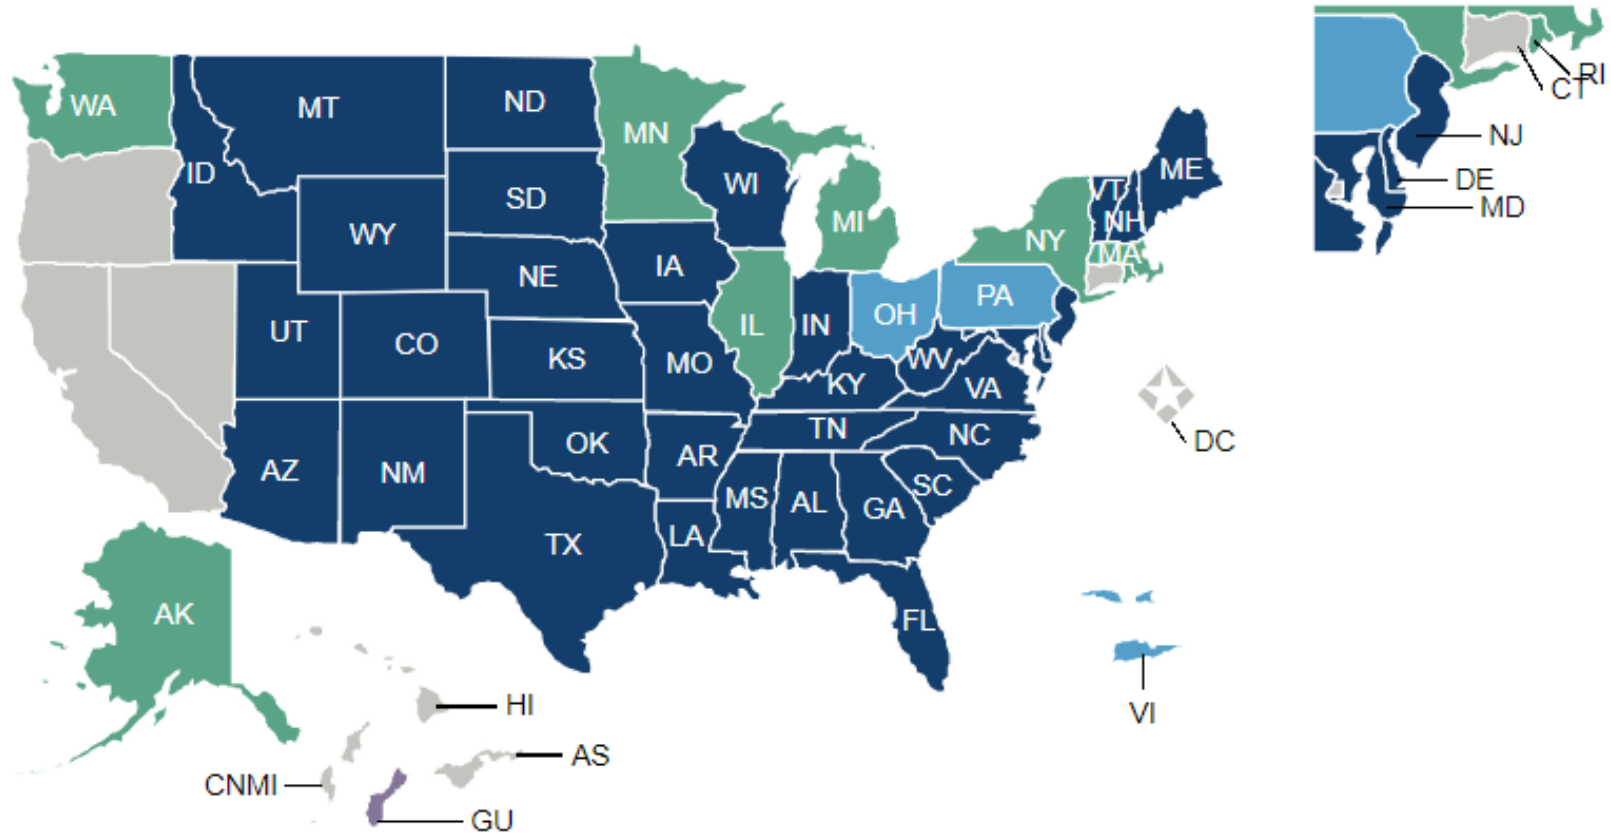 WA
MT
ND
MN
ID
WY
SD
WI
MI
VT
NH
ME
NY
MA
NE
IA
PA
UT
CO
KS
MO
IL
IN
OH
WV
VA
KY
AZ
NM
OK
AR
TN
NC
SC
MS
AL
GA
LA
TX
FL
AK
HI
AS
CNMI
GU
VI
DC
RI
CT
NJ
DE
MD